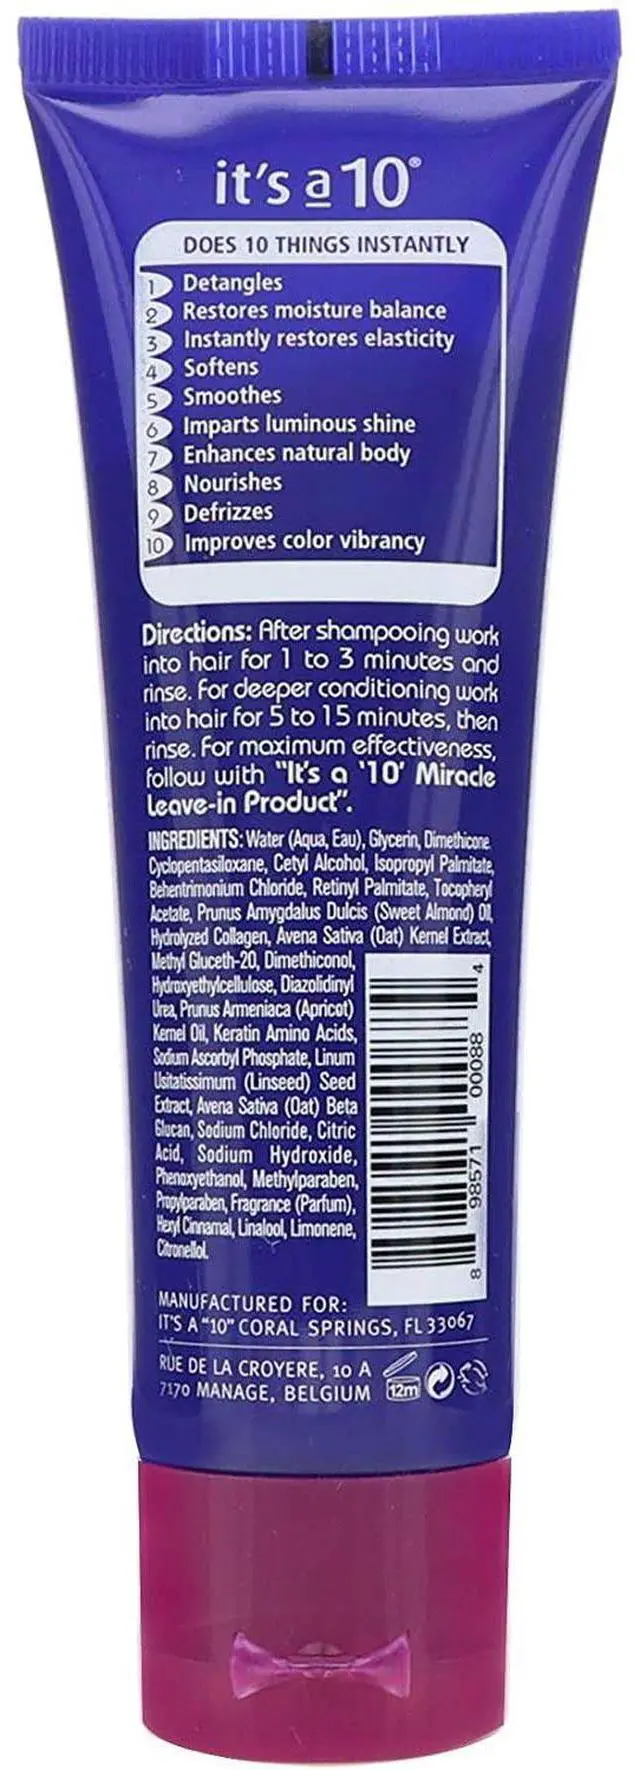 it's a 10®
DOES 10 THINGS INSTANTLY
1 Detangles
2 Restores moisture balance
3 Instantly restores elasticity
4 Softens
5 Smoothes
6 Imparts luminous shine
7 Enhances natural body
8 Nourishes
9 Defrizzes
10 Improves color vibrancy
Directions: After shampooing work
into hair for 1 to 3 minutes and
rinse. For deeper conditioning work
into hair for 5 to 15 minutes, then
rinse. For maximum effectiveness,
follow with "It's a '10' Miracle
Leave-in Product".
INGREDIENTS: Water (Aqua, Eau), Glycerin, Dimethicone
Cyclopentasiloxane, Cetyl Alcohol, Isopropyl Palmitate,
Behentrimonium Chloride, Retinyl Palmitate, Tocopheryl
Acetate, Prunus Amygdalus Dulcis (Sweet Almond) Oil,
Hydrolyzed Collagen, Avena Sativa (Oat) Kernel Extract,
Methyl Gluceth-20, Dimethiconol,
Hydroxyethylcellulose, Diazolidinyl
Urea, Prunus Armeniaca (Apricot)
Kernel Oil, Keratin Amino Acids,
Sodium Ascorbyl Phosphate, Linum
Usitatissimum (Linseed) Seed
Extract, Avena Sativa (Oat) Beta
Glucan, Sodium Chloride, Citric
Acid, Sodium Hydroxide,
Phenoxyethanol, Methylparaben,
Propylparaben, Fragrance (Parfum),
Hexyl Cinnamal, Linalool, Limonene,
Citronellol.
8 98571 00088 4
MANUFACTURED FOR:
IT'S A "10" CORAL SPRINGS, FL 33067
RUE DE LA CROYERE, 10 A
7170 MANAGE, BELGIUM
12m